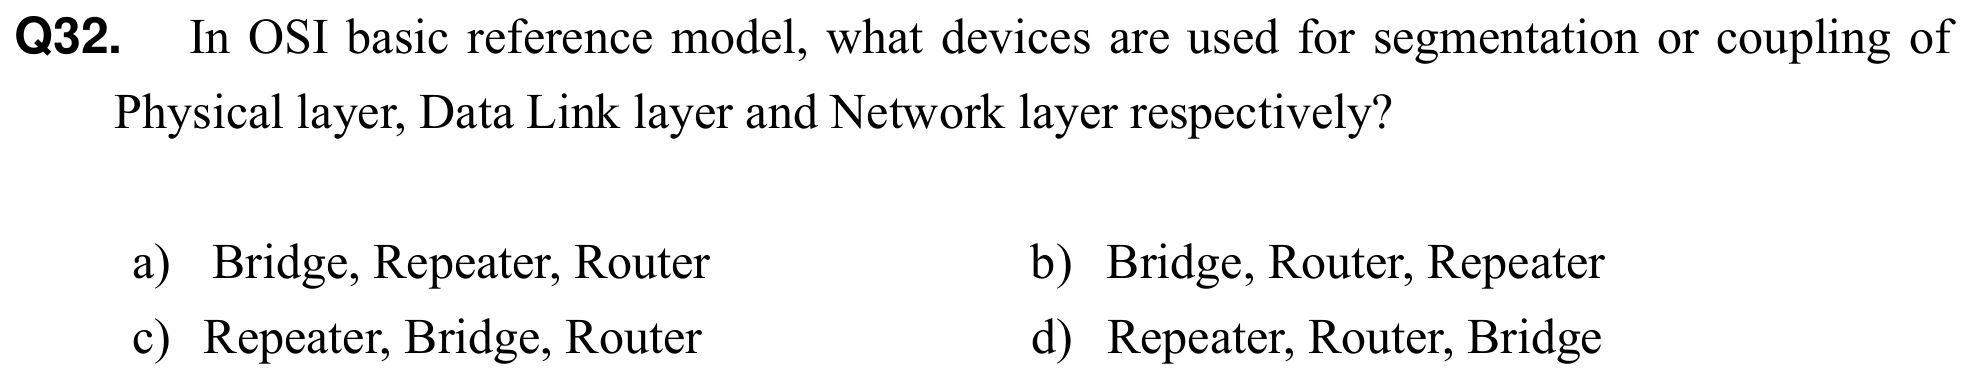 Q32. In OSI basic reference model, what devices are used for segmentation or coupling of
Physical layer, Data Link layer and Network layer respectively?
a) Bridge, Repeater, Router b) Bridge, Router, Repeater
c) Repeater, Bridge, Router d) Repeater, Router, Bridge